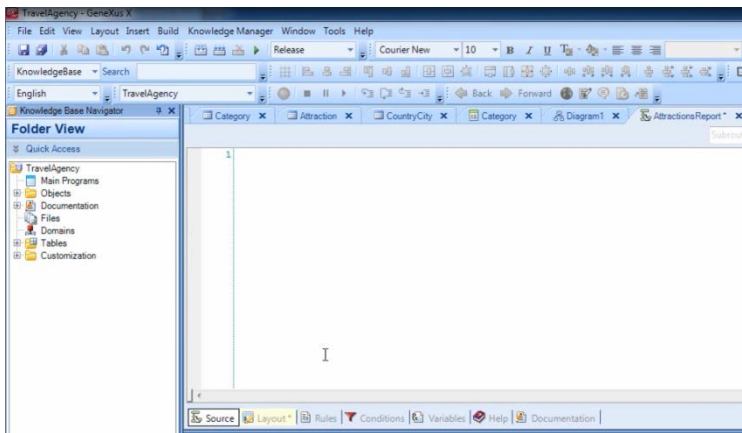 TravelAgency - GeneXus X
File Edit View Layout Insert Build Knowledge Manager Window Tools Help
Release Courier New 10 B I U
KnowledgeBase Search
English TravelAgency Back Forward
Knowledge Base Navigator
Category Attraction CountryCity Category Diagram1 AttractionsReport*
Folder View
Quick Access
1
TravelAgency
Main Programs
Objects
Documentation
Files
Domains
Tables
Customization
Source Layout* Rules Conditions Variables Help Documentation